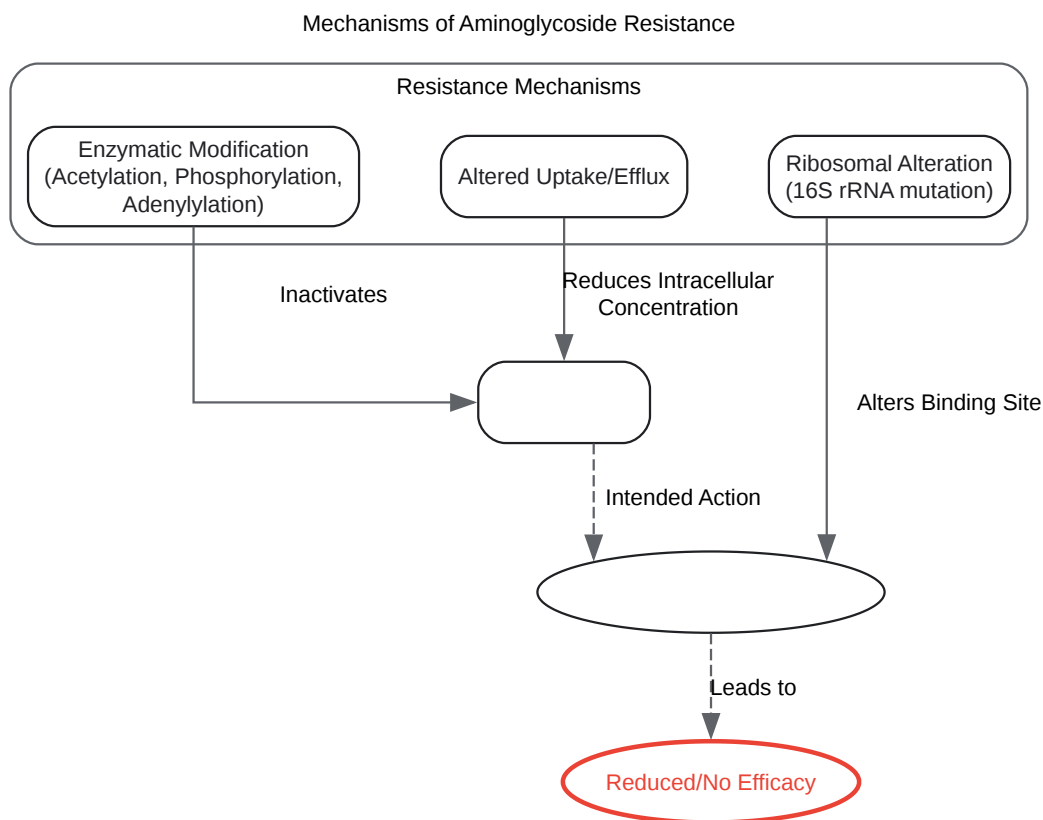 Mechanisms of Aminoglycoside Resistance
Resistance Mechanisms
Enzymatic Modification
(Acetylation, Phosphorylation,
Adenylylation)
Altered Uptake/Efflux
Ribosomal Alteration
(16S rRNA mutation)
Inactivates
Reduces Intracellular
Concentration
Alters Binding Site
Intended Action
Leads to
Reduced/No Efficacy